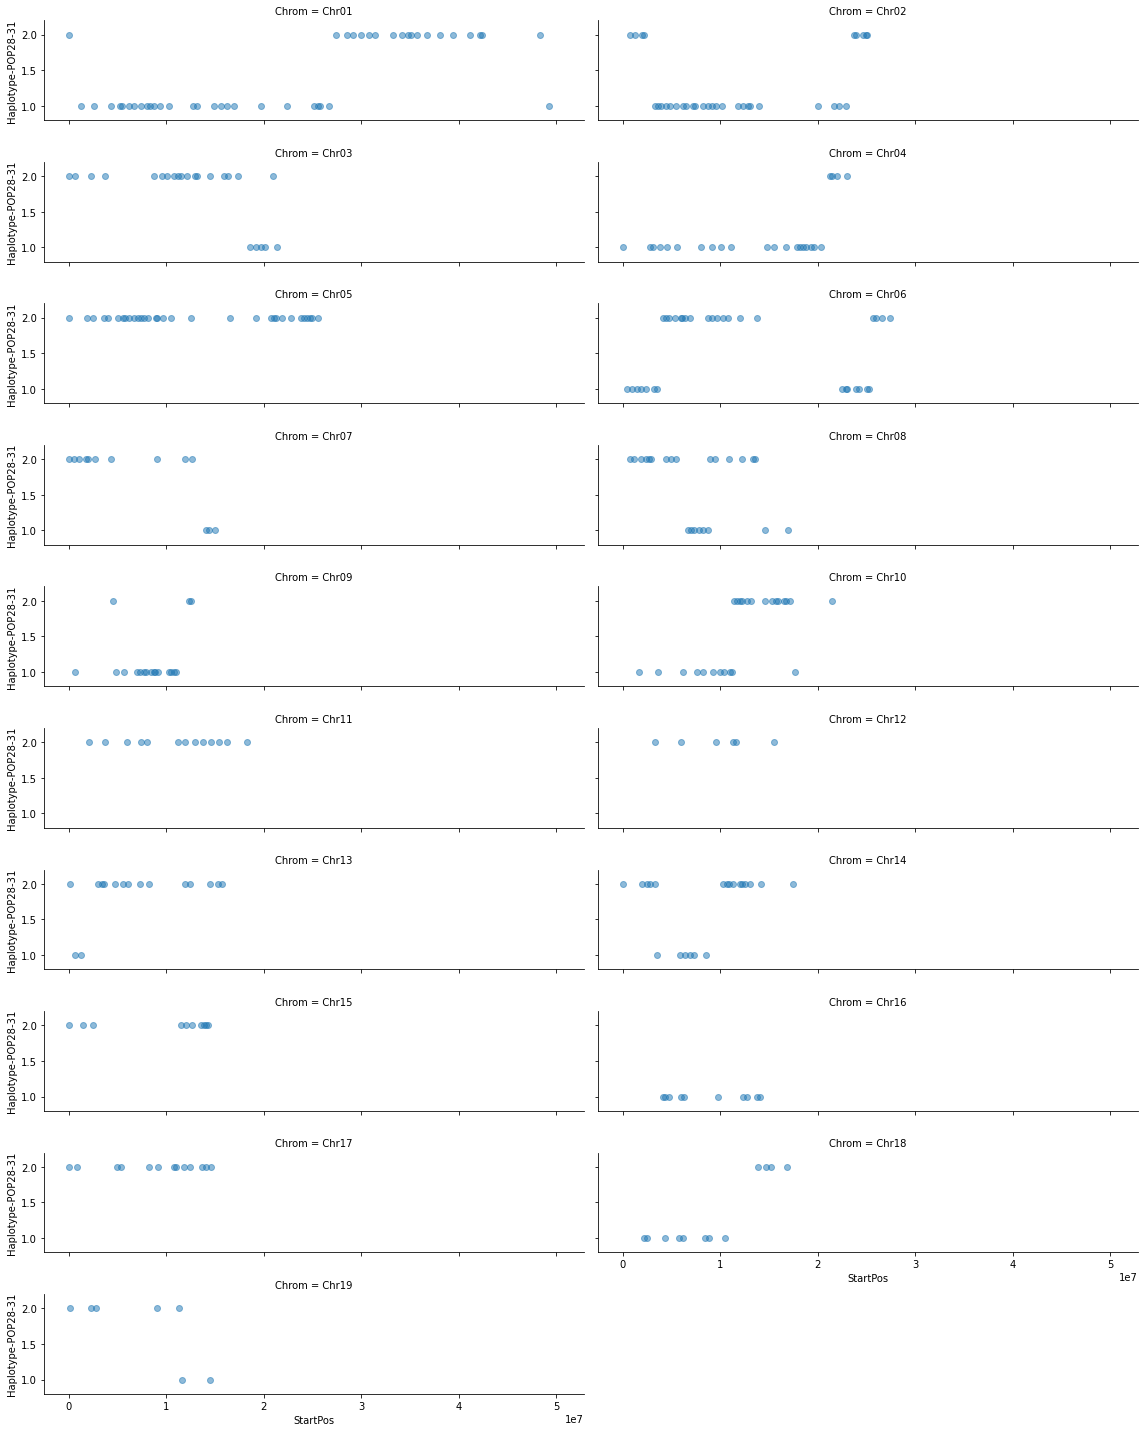 Chrom = Chr01 Chrom = Chr02
2.0
1.5
1.0
Haplotype-POP28-31
Chrom = Chr03 Chrom = Chr04
2.0
1.5
1.0
Haplotype-POP28-31
Chrom = Chr05 Chrom = Chr06
2.0
1.5
1.0
Haplotype-POP28-31
Chrom = Chr07 Chrom = Chr08
2.0
1.5
1.0
Haplotype-POP28-31
Chrom = Chr09 Chrom = Chr10
2.0
1.5
1.0
Haplotype-POP28-31
Chrom = Chr11 Chrom = Chr12
2.0
1.5
1.0
Haplotype-POP28-31
Chrom = Chr13 Chrom = Chr14
2.0
1.5
1.0
Haplotype-POP28-31
Chrom = Chr15 Chrom = Chr16
2.0
1.5
1.0
Haplotype-POP28-31
Chrom = Chr17 Chrom = Chr18
2.0
1.5
1.0
Haplotype-POP28-31
0 1 2 3 4 5
StartPos 1e7
Chrom = Chr19
2.0
1.5
1.0
Haplotype-POP28-31
0 1 2 3 4 5
StartPos 1e7